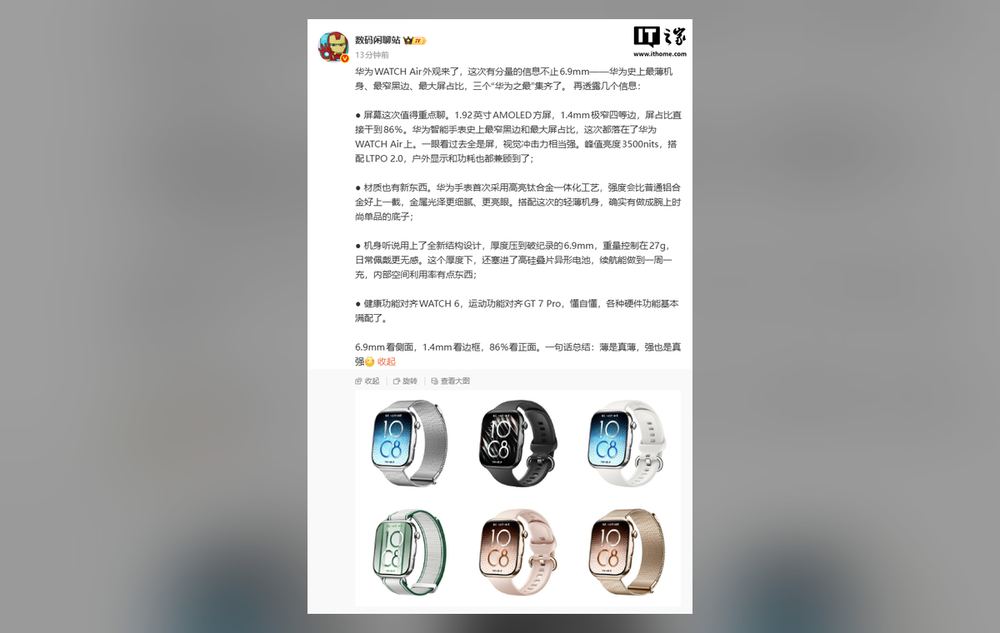 数码闲聊站
13分钟前
IT之家
www.ithome.com
华为WATCH Air外观来了，这次有分量的信息不止6.9mm——华为史上最薄机
身、最窄黑边、最大屏占比，三个“华为之最”集齐了。 再透露几个信息：
● 屏幕这次值得重点聊。1.92英寸AMOLED方屏，1.4mm极窄四等边，屏占比直
接干到86%。华为智能手表史上最窄黑边和最大屏占比，这次都落在了华为
WATCH Air上。一眼看过去全是屏，视觉冲击力相当强。峰值亮度3500nits，搭
配LTPO 2.0，户外显示和功耗也都兼顾到了；
● 材质也有新东西。华为手表首次采用高亮钛合金一体化工艺，强度会比普通铝合
金好上一截，金属光泽更细腻、更亮眼。搭配这次的轻薄机身，确实有做成腕上时
尚单品的底子；
● 机身听说用上了全新结构设计，厚度压到破纪录的6.9mm，重量控制在27g，
日常佩戴更无感。这个厚度下，还塞进了高硅叠片异形电池，续航能做到一周一
充，内部空间利用率有点东西；
● 健康功能对齐WATCH 6，运动功能对齐GT 7 Pro，懂自懂，各种硬件功能基本
满配了。
6.9mm看侧面，1.4mm看边框，86%看正面。一句话总结：薄是真薄，强也是真
强 收起
收起 旋转 查看大图
10
08
10
08
10
08
10
08
10
08
10
08